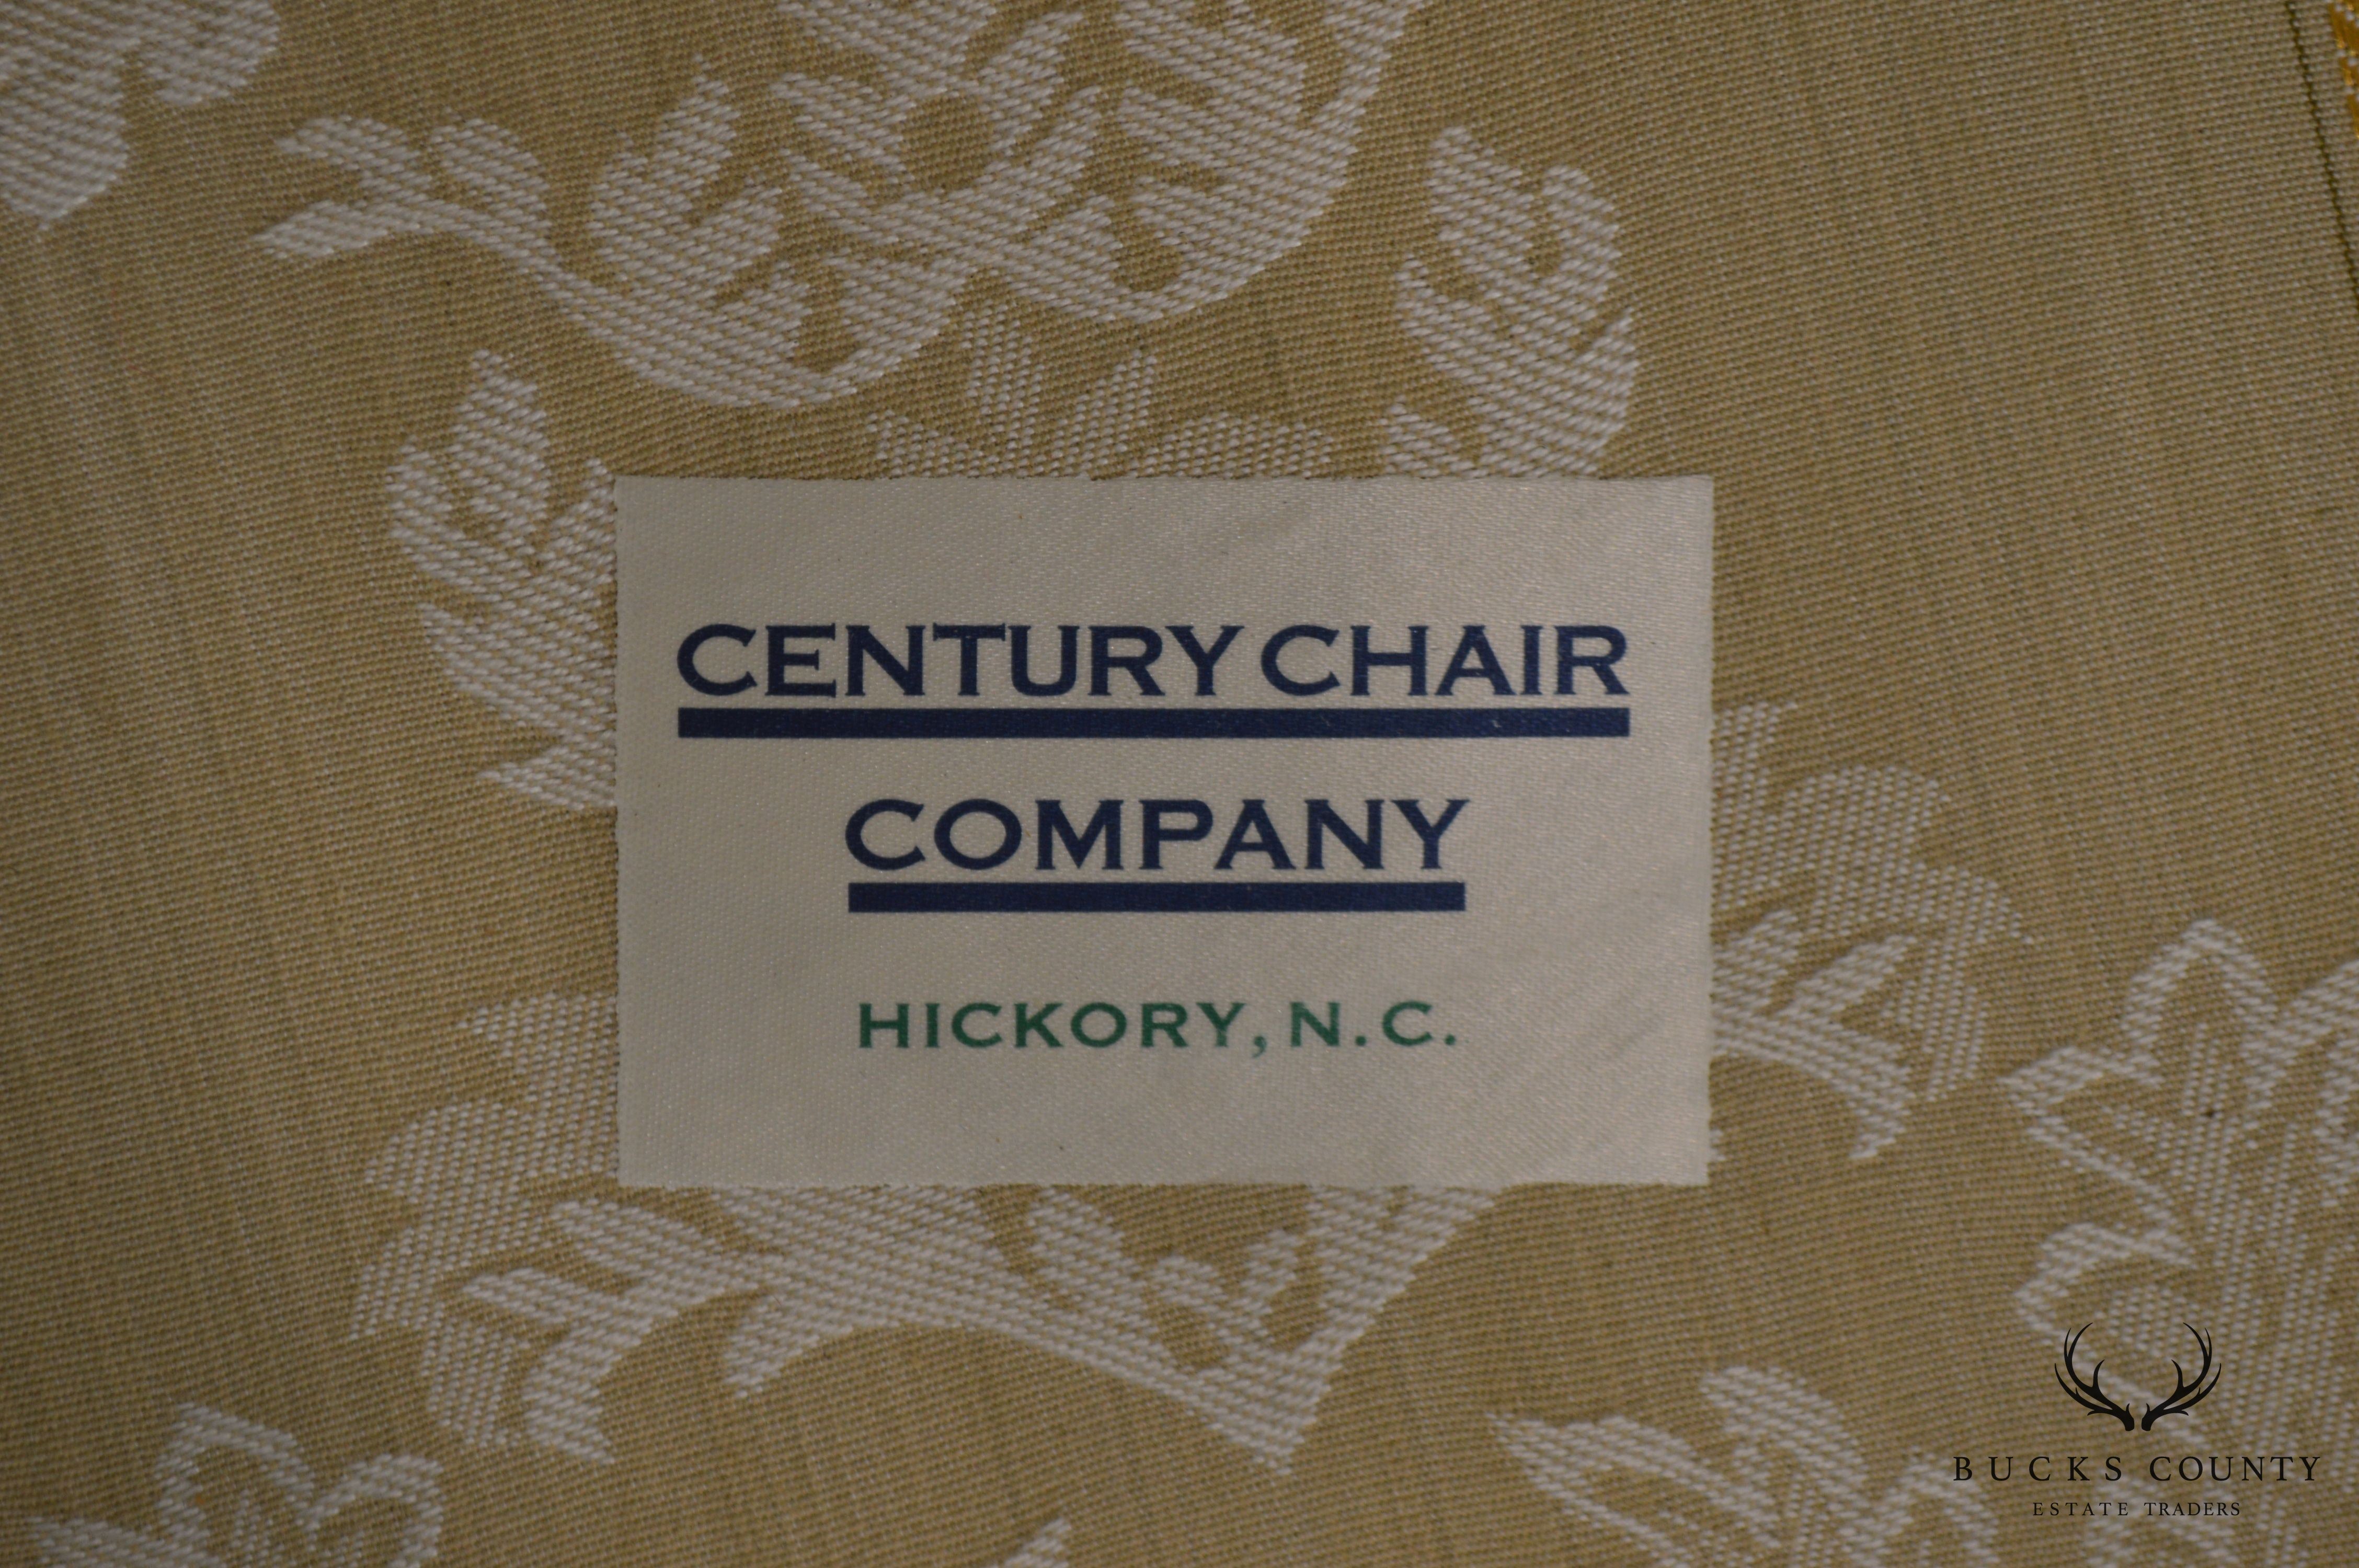 CENTURY CHAIR
COMPANY
HICKORY, N.C.
BUCKS COUNTY
ESTATE TRADERS